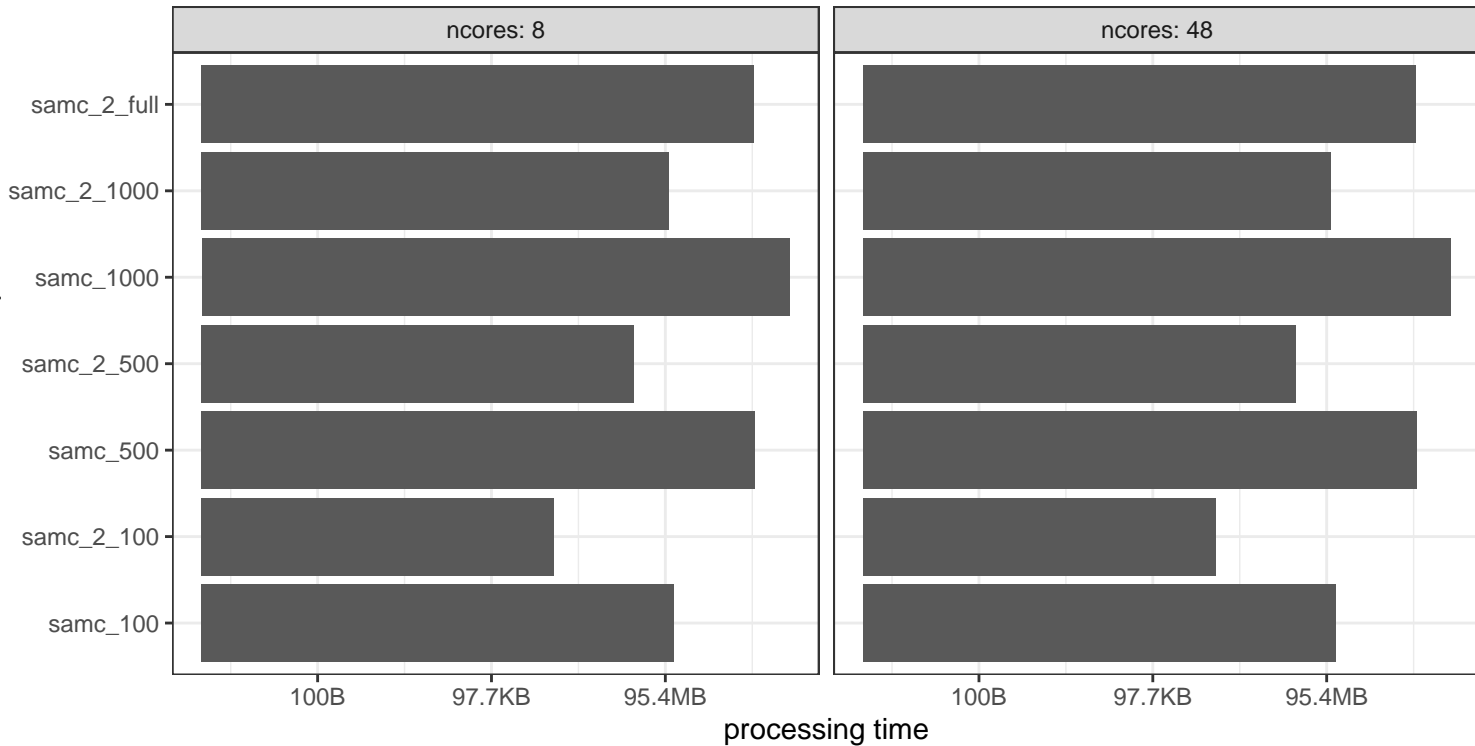 ncores: 8
ncores: 48
samc_2_full
samc_2_1000
samc_1000
samc_2_500
samc_500
samc_2_100
samc_100
100B 97.7KB 95.4MB
100B 97.7KB 95.4MB
processing time